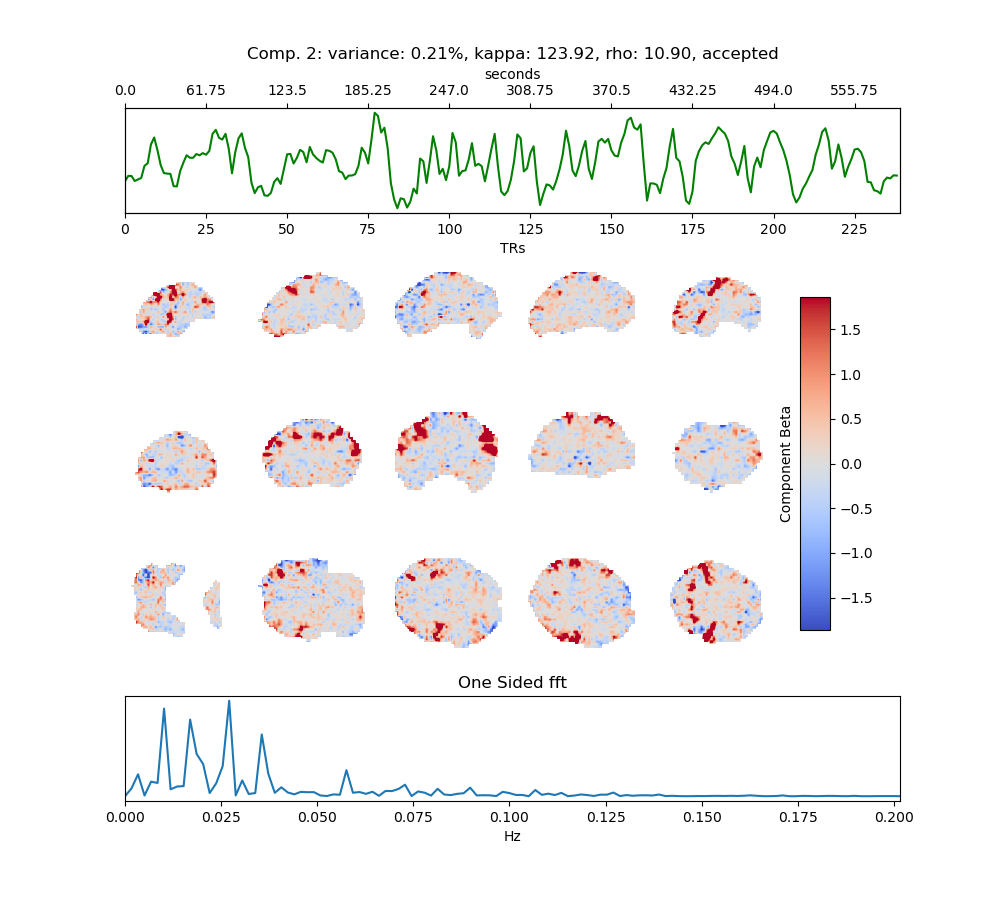 Comp. 2: variance: 0.21%, kappa: 123.92, rho: 10.90, accepted
seconds
0.0 61.75 123.5 185.25 247.0 308.75 370.5 432.25 494.0 555.75
0 25 50 75 100 125 150 175 200 225
TRs
1.5
1.0
0.5
0.0
−0.5
−1.0
−1.5
Component Beta
One Sided fft
0.000 0.025 0.050 0.075 0.100 0.125 0.150 0.175 0.200
Hz